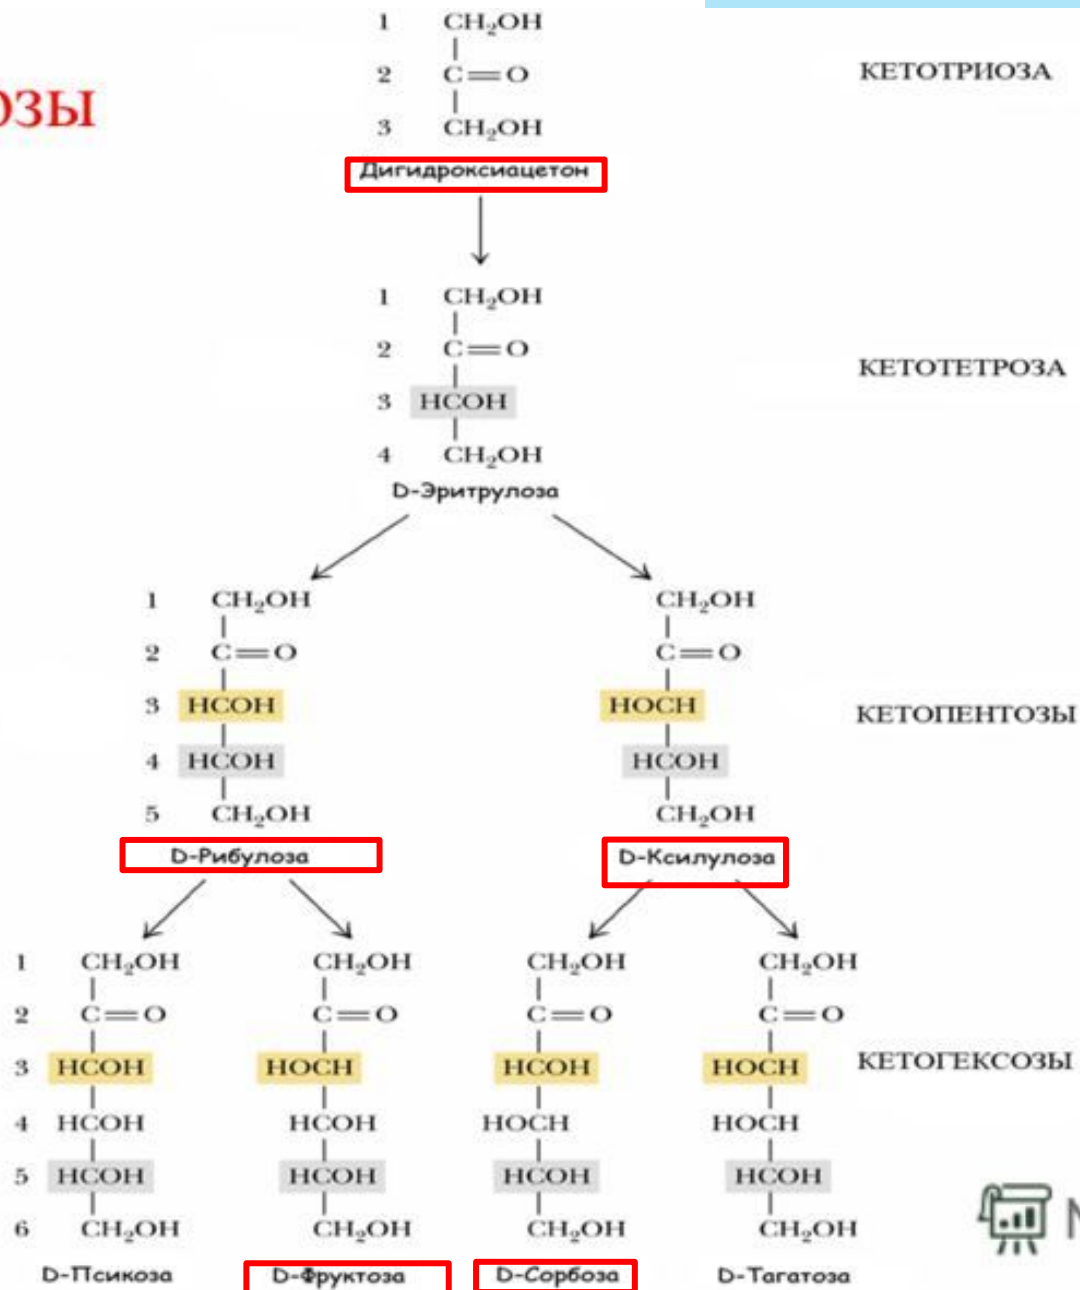 1 CH₂OH
2 C=O
КЕТОТРИОЗА
ОЗЫ
3 CH₂OH
Дигидроксиацетон
1 CH₂OH
2 C=O
КЕТОТЕТРОЗА
3 HCOH
4 CH₂OH
D-Эритрулоза
1 CH₂OH CH₂OH
2 C=O C=O
3 HCOH HOCH КЕТОПЕНТОЗЫ
4 HCOH HCOH
5 CH₂OH CH₂OH
D-Рибулоза D-Ксилулоза
1 CH₂OH CH₂OH CH₂OH CH₂OH
2 C=O C=O C=O C=O
3 HCOH HOCH HCOH HOCH КЕТОГЕКСОЗЫ
4 HCOH HCOH HOCH HOCH
5 HCOH HCOH HCOH HCOH
6 CH₂OH CH₂OH CH₂OH CH₂OH
D-Псикоза D-Фруктоза D-Сорбоза D-Тагатоза